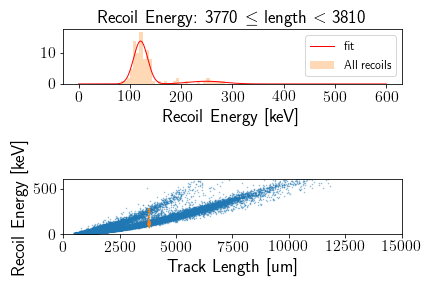 Recoil Energy: 3770 ≤ length < 3810
10
0
fit
All recoils
0 100 200 300 400 500 600
Recoil Energy [keV]
Recoil Energy [keV]
500
0
0 2500 5000 7500 10000 12500 15000
Track Length [um]